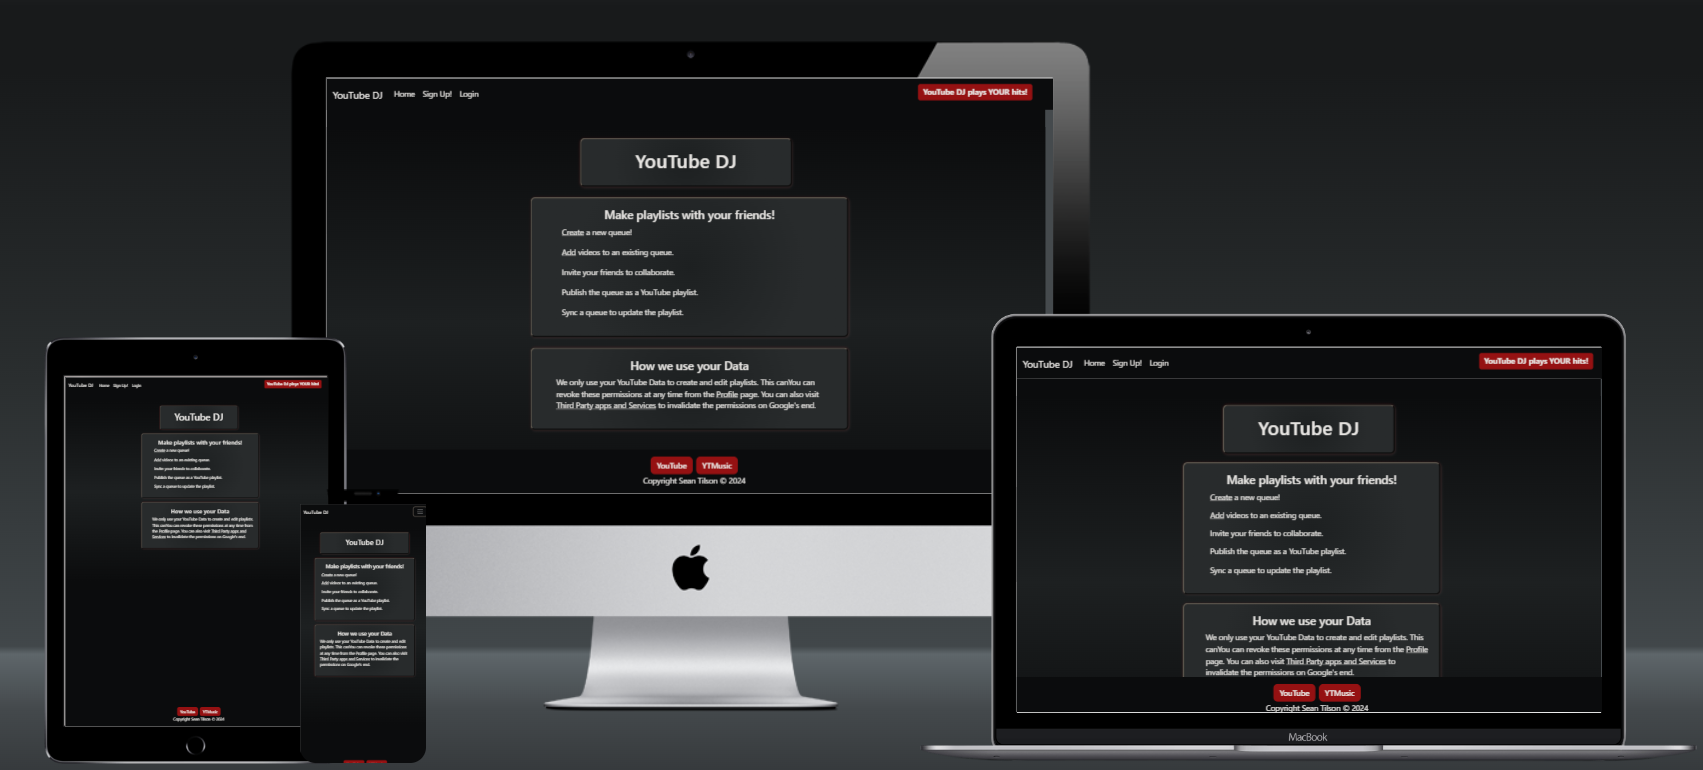 YouTube DJ Home Sign Up! Login YouTube DJ plays YOUR hits!
YouTube DJ
Make playlists with your friends!
Create a new queue!
Add videos to an existing queue.
Invite your friends to collaborate.
Publish the queue as a YouTube playlist.
Sync a queue to update the playlist.
How we use your Data
We only use your YouTube Data to create and edit playlists. This canYou can
revoke these permissions at any time from the Profile page. You can also visit
Third Party apps and Services to invalidate the permissions on Google's end.
YouTube YTMusic
Copyright Sean Tilson © 2024
YouTube DJ Home Sign Up! Login YouTube DJ plays YOUR hits!
YouTube DJ
Make playlists with your friends!
Create a new queue!
Add videos to an existing queue.
Invite your friends to collaborate.
Publish the queue as a YouTube playlist.
Sync a queue to update the playlist.
How we use your Data
We only use your YouTube Data to create and edit playlists.
This canYou can revoke these permissions at any time from
the Profile page. You can also visit Third Party apps and
Services to invalidate the permissions on Google's end.
YouTube YTMusic
Copyright Sean Tilson © 2024
YouTube DJ
YouTube DJ
Make playlists with your friends!
Create a new queue!
Add videos to an existing queue.
Invite your friends to collaborate.
Publish the queue as a YouTube playlist.
Sync a queue to update the playlist.
How we use your Data
We only use your YouTube Data to create and edit
playlists. This canYou can revoke these permissions
at any time from the Profile page. You can also visit
Third Party apps and Services to invalidate the
permissions on Google's end.
YouTube DJ Home Sign Up! Login YouTube DJ plays YOUR hits!
YouTube DJ
Make playlists with your friends!
Create a new queue!
Add videos to an existing queue.
Invite your friends to collaborate.
Publish the queue as a YouTube playlist.
Sync a queue to update the playlist.
How we use your Data
We only use your YouTube Data to create and edit playlists. This
canYou can revoke these permissions at any time from the Profile
page. You can also visit Third Party apps and Services to
invalidate the permissions on Google's end.
YouTube YTMusic
Copyright Sean Tilson © 2024
MacBook